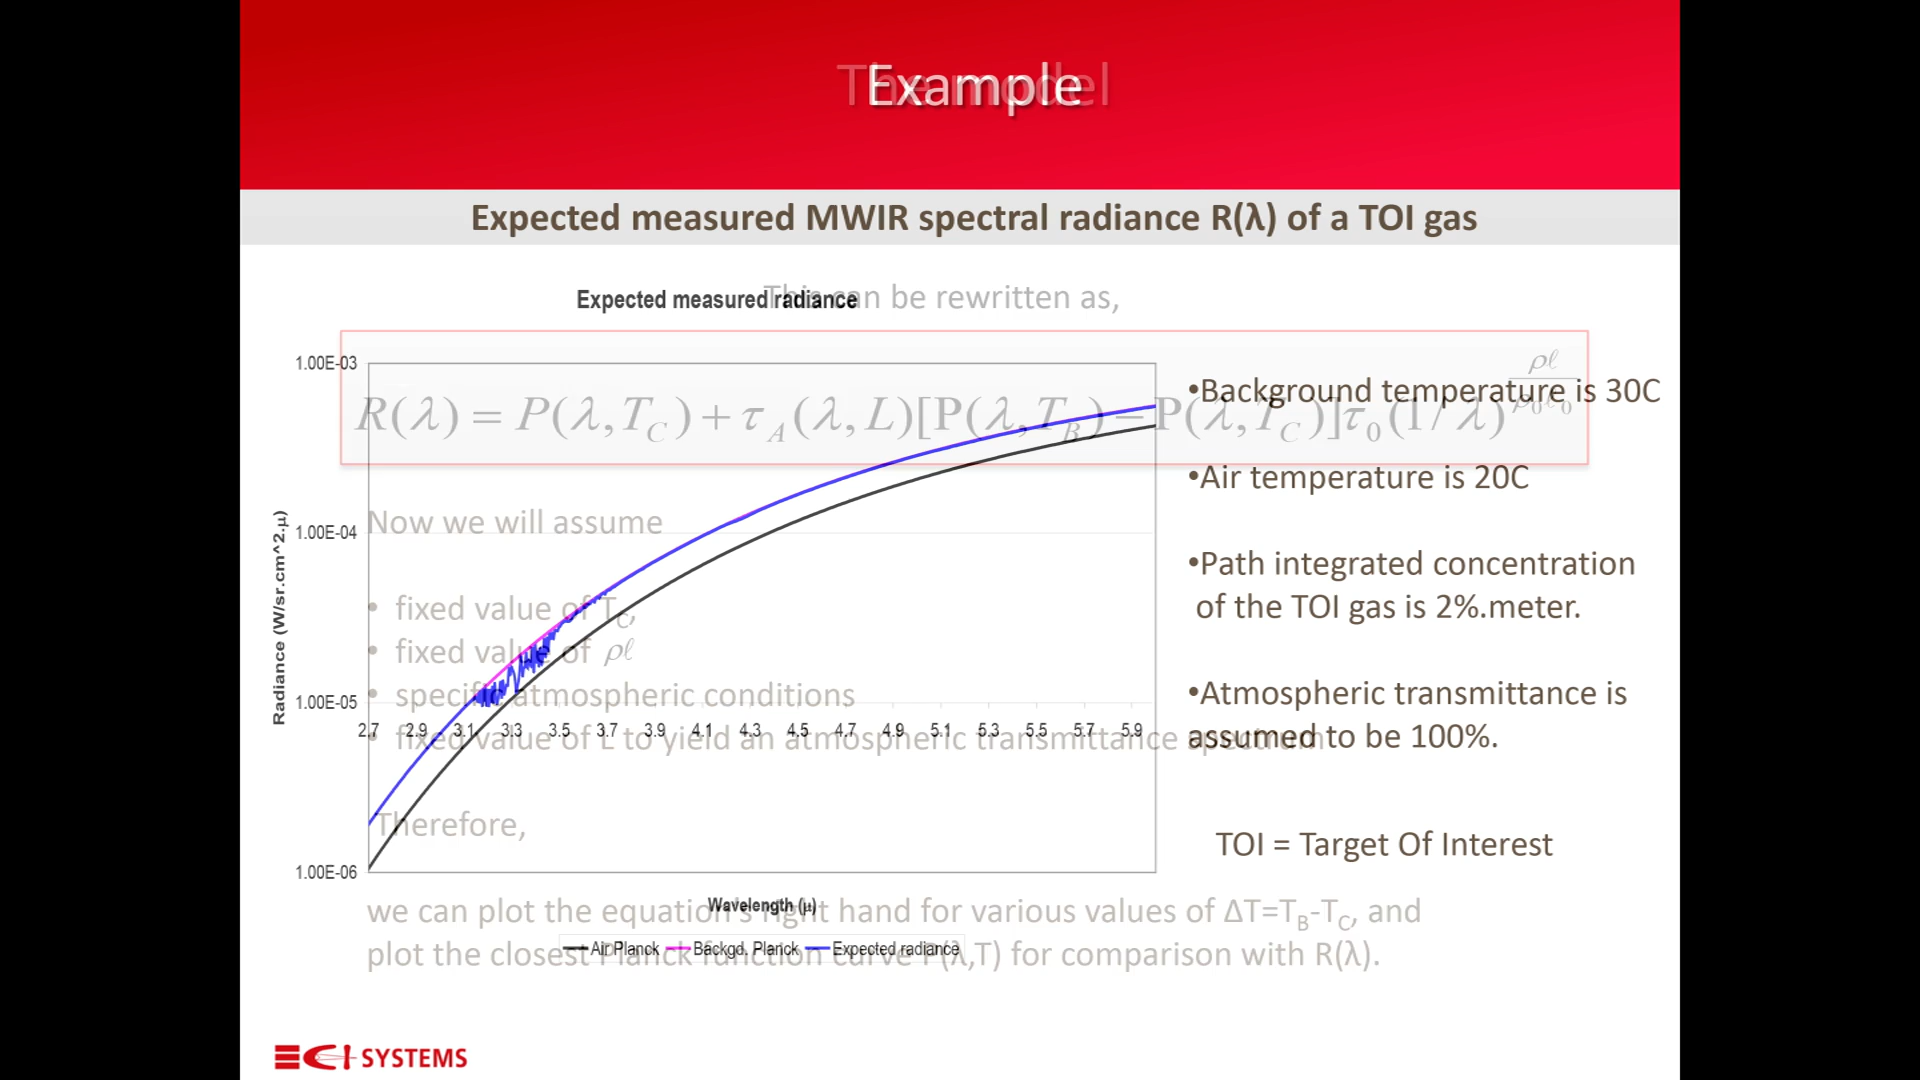 The model
Example
Expected measured MWIR spectral radiance R(λ) of a TOI gas
This can be rewritten as,
Expected measured radiance
R(λ) = P(λ,T_C) + τ_A(λ,L)[P(λ,T_B) − P(λ,T_C)]τ_0(1/λ)^(ρℓ/ρ_0ℓ_0)
1.00E-03
1.00E-04
1.00E-05
1.00E-06
Radiance (W/sr.cm^2.µ)
2.7 2.9 3.1 3.3 3.5 3.7 3.9 4.1 4.3 4.5 4.7 4.9 5.1 5.3 5.5 5.7 5.9
Wavelength (µ)
Air Planck Backgd. Planck Expected radiance
Now we will assume
• fixed value of T_C,
• fixed value of ρℓ
• specific atmospheric conditions
• fixed value of L to yield an atmospheric transmittance spectrum
Therefore,
we can plot the equation's right hand for various values of ΔT=T_B-T_C, and
plot the closest Planck function curve P(λ,T) for comparison with R(λ).
•Background temperature is 30C
•Air temperature is 20C
•Path integrated concentration
of the TOI gas is 2%.meter.
•Atmospheric transmittance is
assumed to be 100%.
TOI = Target Of Interest
CI SYSTEMS